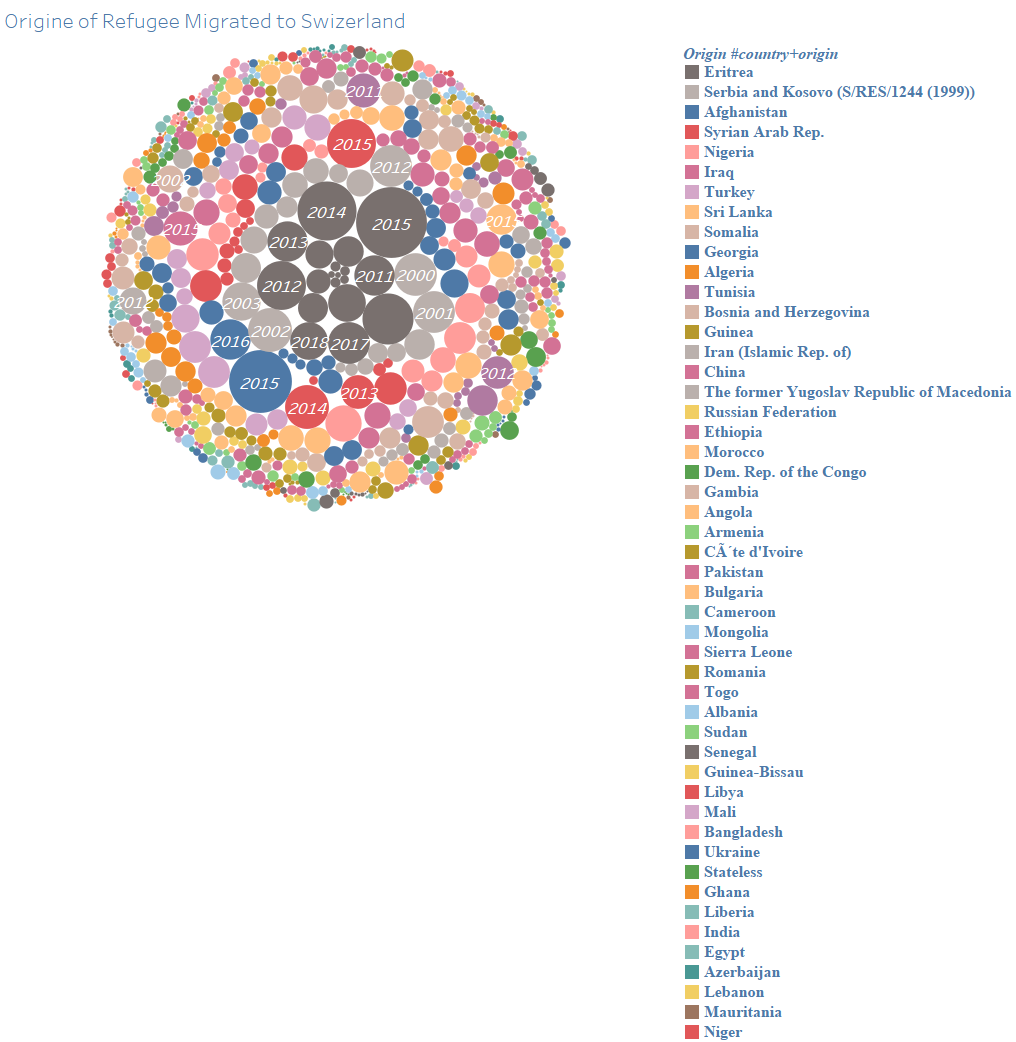 Origine of Refugee Migrated to Swizerland
Origin #country+origin
Eritrea
Serbia and Kosovo (S/RES/1244 (1999))
Afghanistan
Syrian Arab Rep.
Nigeria
Iraq
Turkey
Sri Lanka
Somalia
Georgia
Algeria
Tunisia
Bosnia and Herzegovina
Guinea
Iran (Islamic Rep. of)
China
The former Yugoslav Republic of Macedonia
Russian Federation
Ethiopia
Morocco
Dem. Rep. of the Congo
Gambia
Angola
Armenia
CÃ´te d'Ivoire
Pakistan
Bulgaria
Cameroon
Mongolia
Sierra Leone
Romania
Togo
Albania
Sudan
Senegal
Guinea-Bissau
Libya
Mali
Bangladesh
Ukraine
Stateless
Ghana
Liberia
India
Egypt
Azerbaijan
Lebanon
Mauritania
Niger
2011
2015
2012
2002
2014
2015
2015
2013
2011
2000
2012
2012
2003
2001
2002
2016
2018
2017
2012
2015
2013
2014